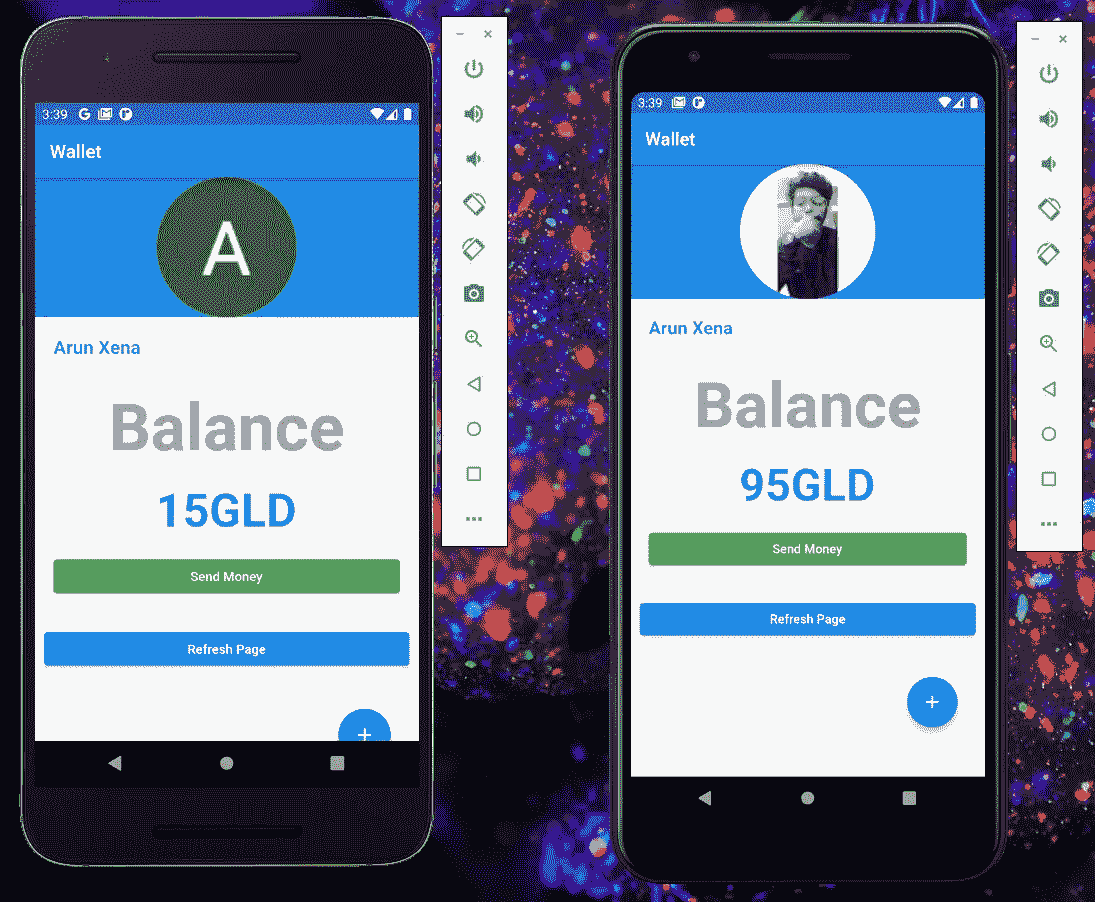 3:39
Wallet
A
Arun Xena
Balance
15GLD
Send Money
Refresh Page
+
3:39
Wallet
Arun Xena
Balance
95GLD
Send Money
Refresh Page
+